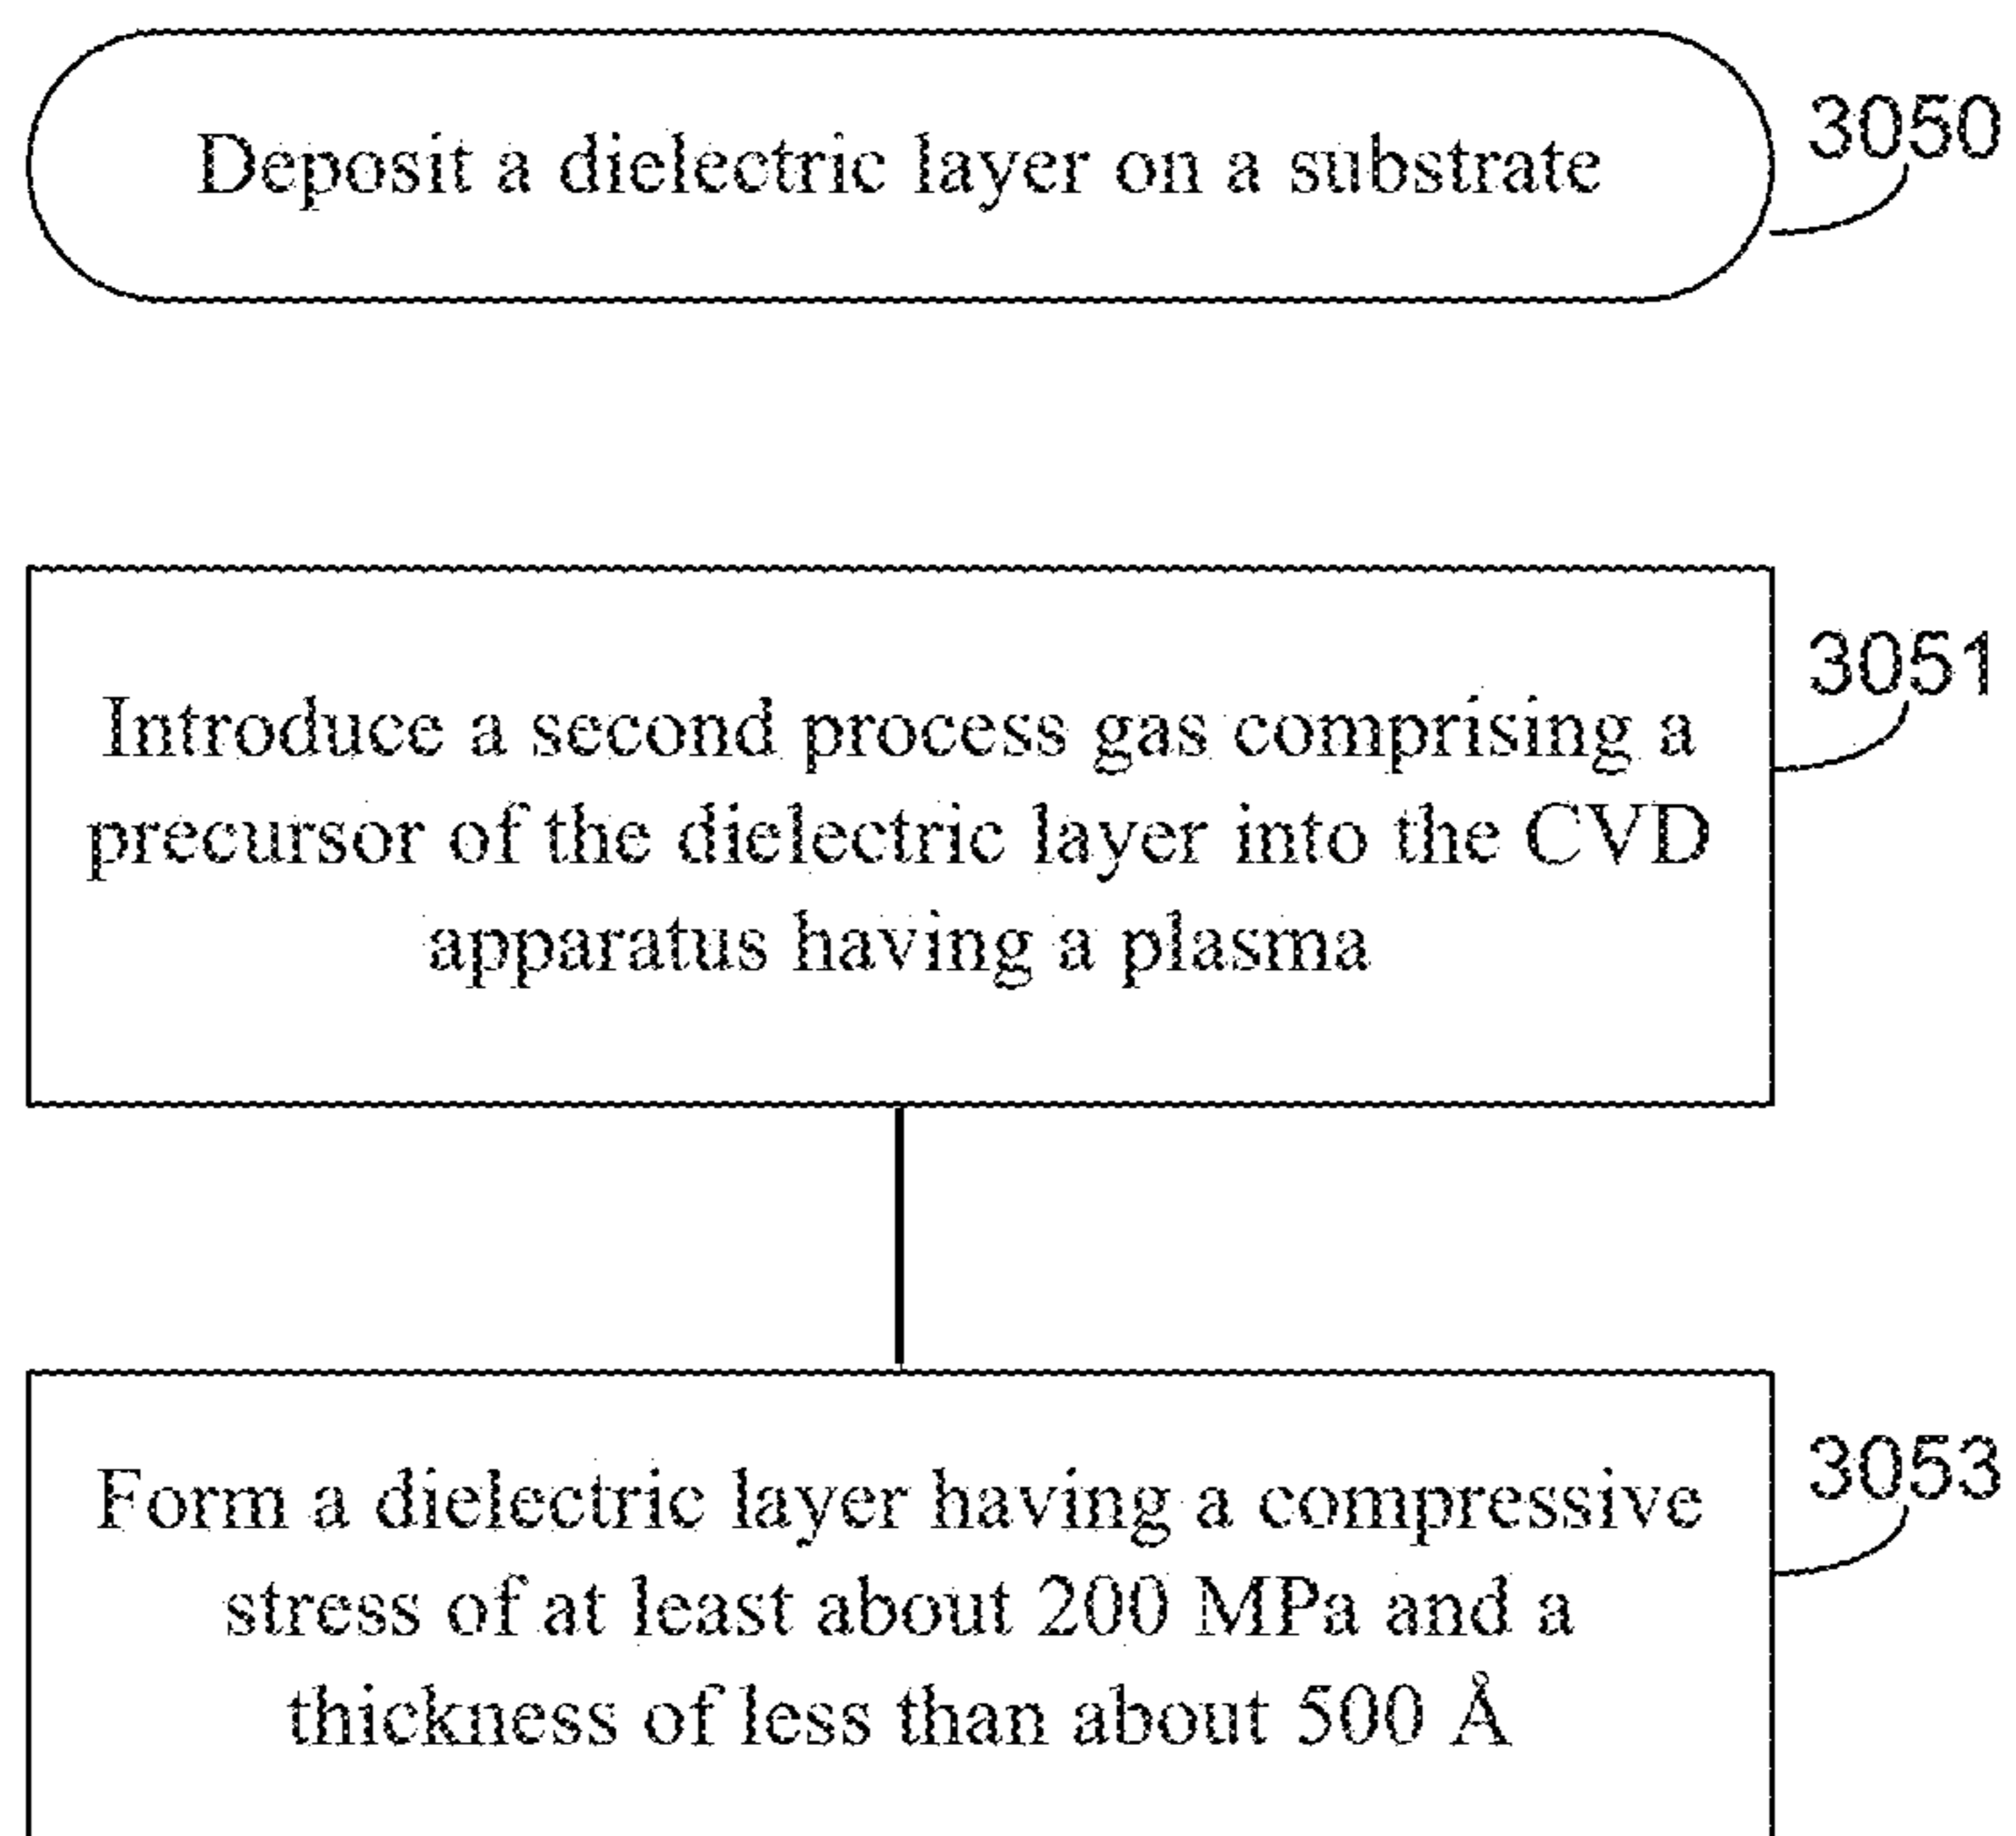 Deposit a dielectric layer on a substrate
3050
3051
Introduce a second process gas comprising a
precursor of the dielectric layer into the CVD
apparatus having a plasma
3053
Form a dielectric layer having a compressive
stress of at least about 200 MPa and a
thickness of less than about 500 Å